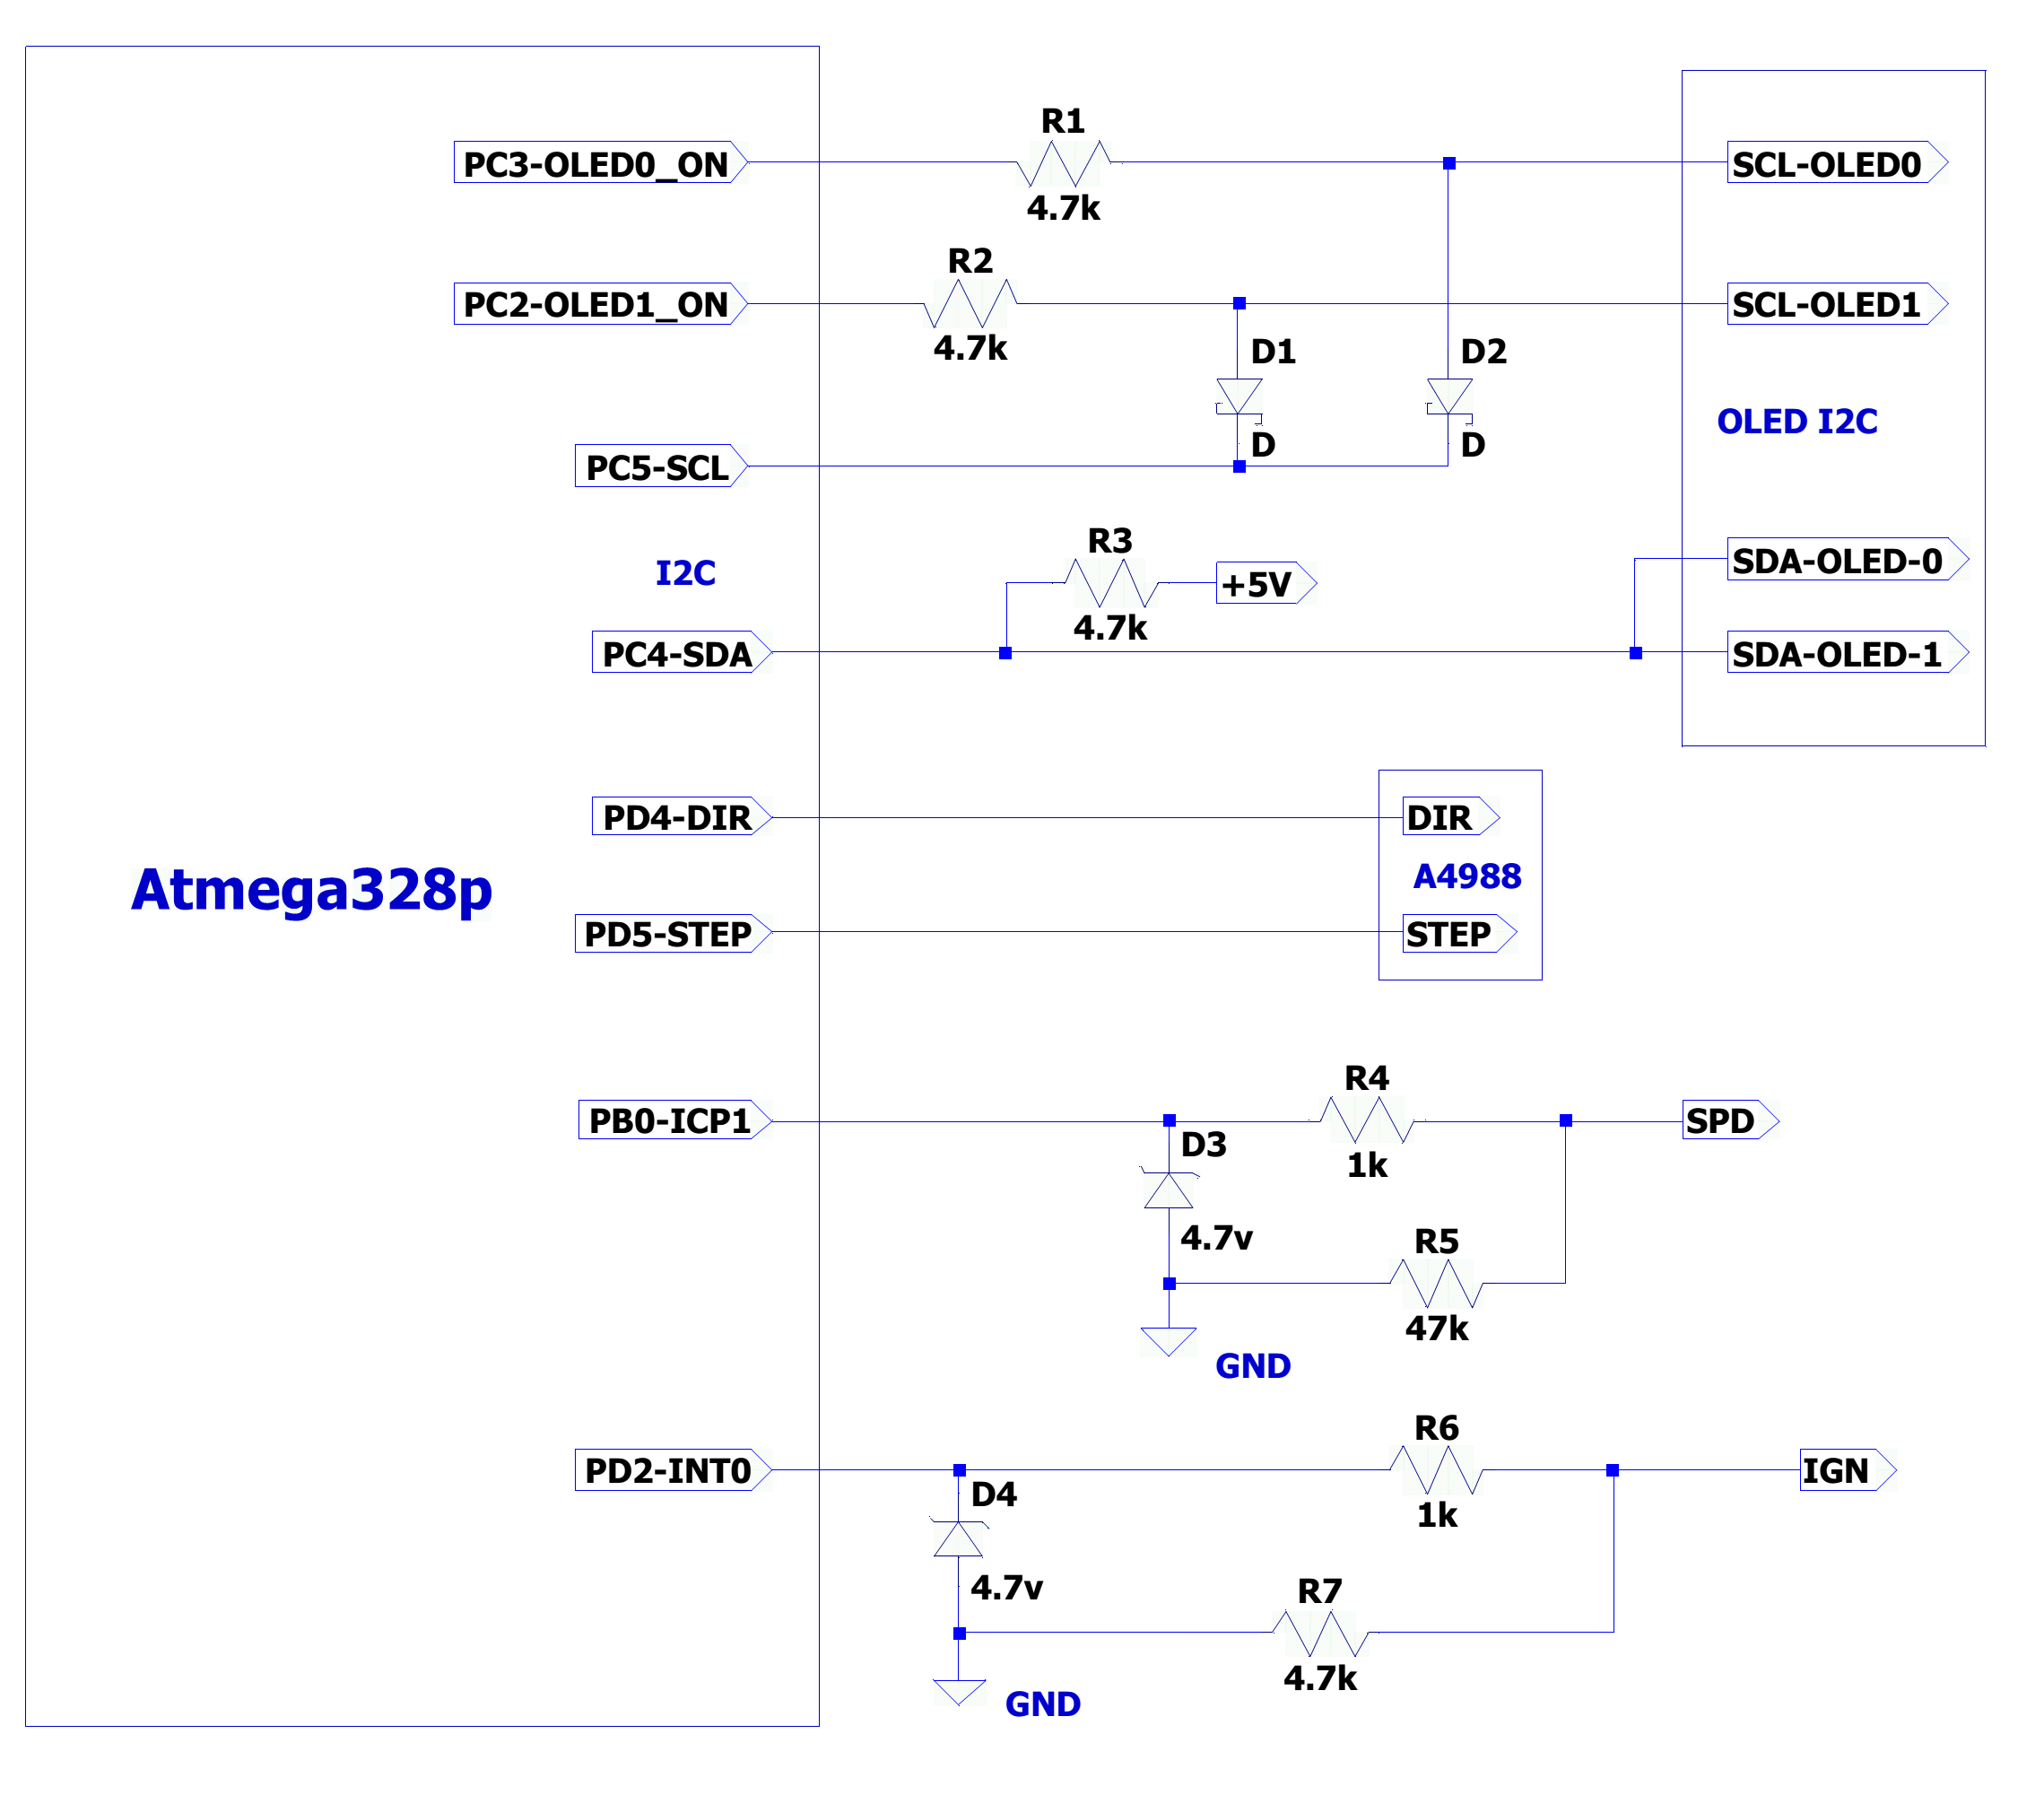 R1
PC3-OLED0_ON
SCL-OLED0
4.7k
R2
PC2-OLED1_ON
SCL-OLED1
4.7k
D1
D2
OLED I2C
D
D
PC5-SCL
R3
SDA-OLED-0
I2C
+5V
4.7k
PC4-SDA
SDA-OLED-1
PD4-DIR
DIR
A4988
Atmega328p
PD5-STEP
STEP
R4
PB0-ICP1
SPD
D3
1k
4.7v
R5
47k
GND
R6
PD2-INT0
IGN
D4
1k
4.7v
R7
4.7k
GND